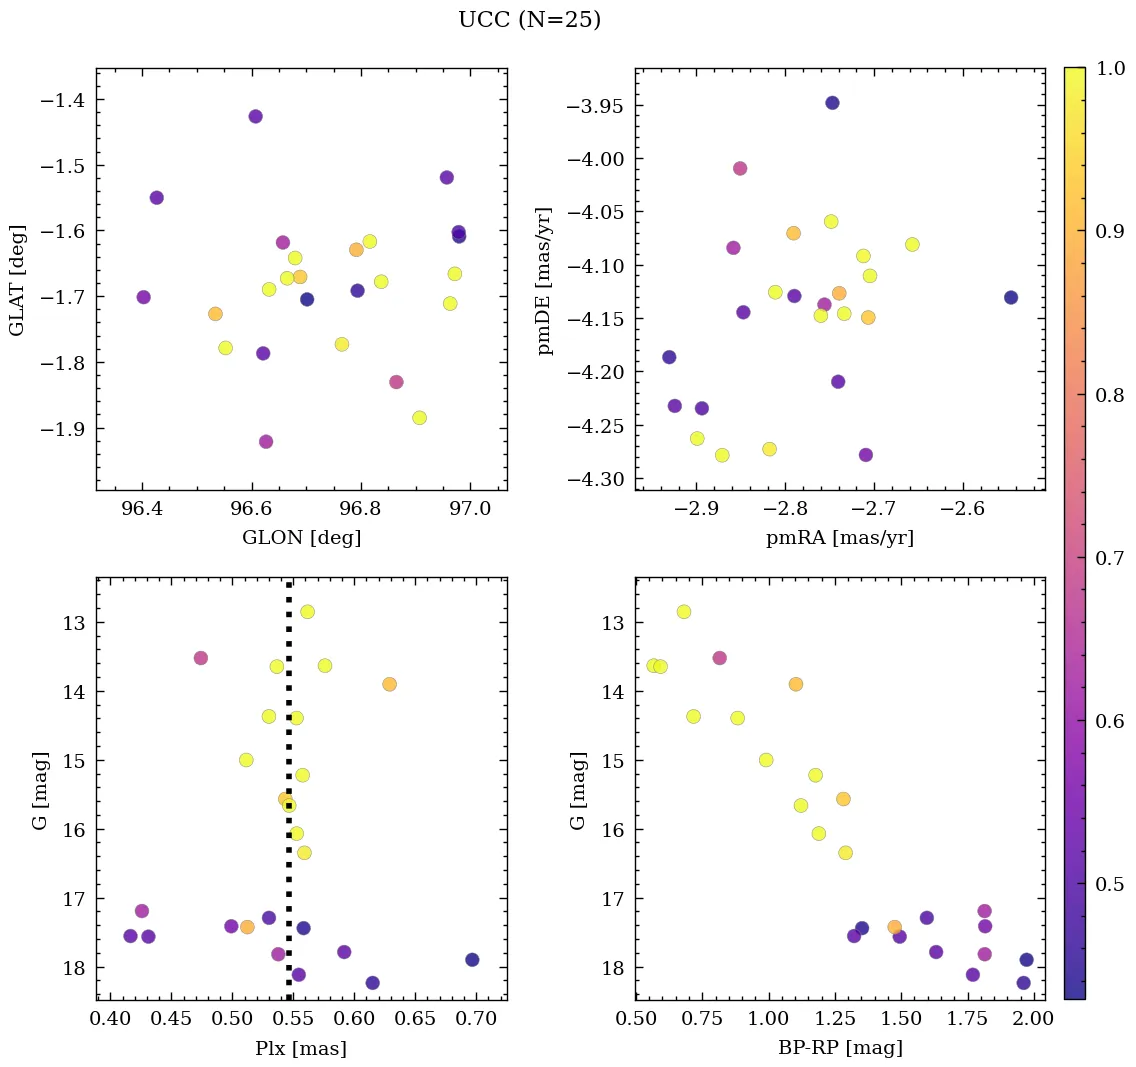 UCC (N=25)
−1.4
−1.5
−1.6
−1.7
−1.8
−1.9
GLAT [deg]
96.4 96.6 96.8 97.0
GLON [deg]
−3.95
−4.00
−4.05
−4.10
−4.15
−4.20
−4.25
−4.30
pmDE [mas/yr]
−2.9 −2.8 −2.7 −2.6
pmRA [mas/yr]
13
14
15
16
17
18
G [mag]
0.40 0.45 0.50 0.55 0.60 0.65 0.70
Plx [mas]
13
14
15
16
17
18
G [mag]
0.50 0.75 1.00 1.25 1.50 1.75 2.00
BP-RP [mag]
1.0
0.9
0.8
0.7
0.6
0.5